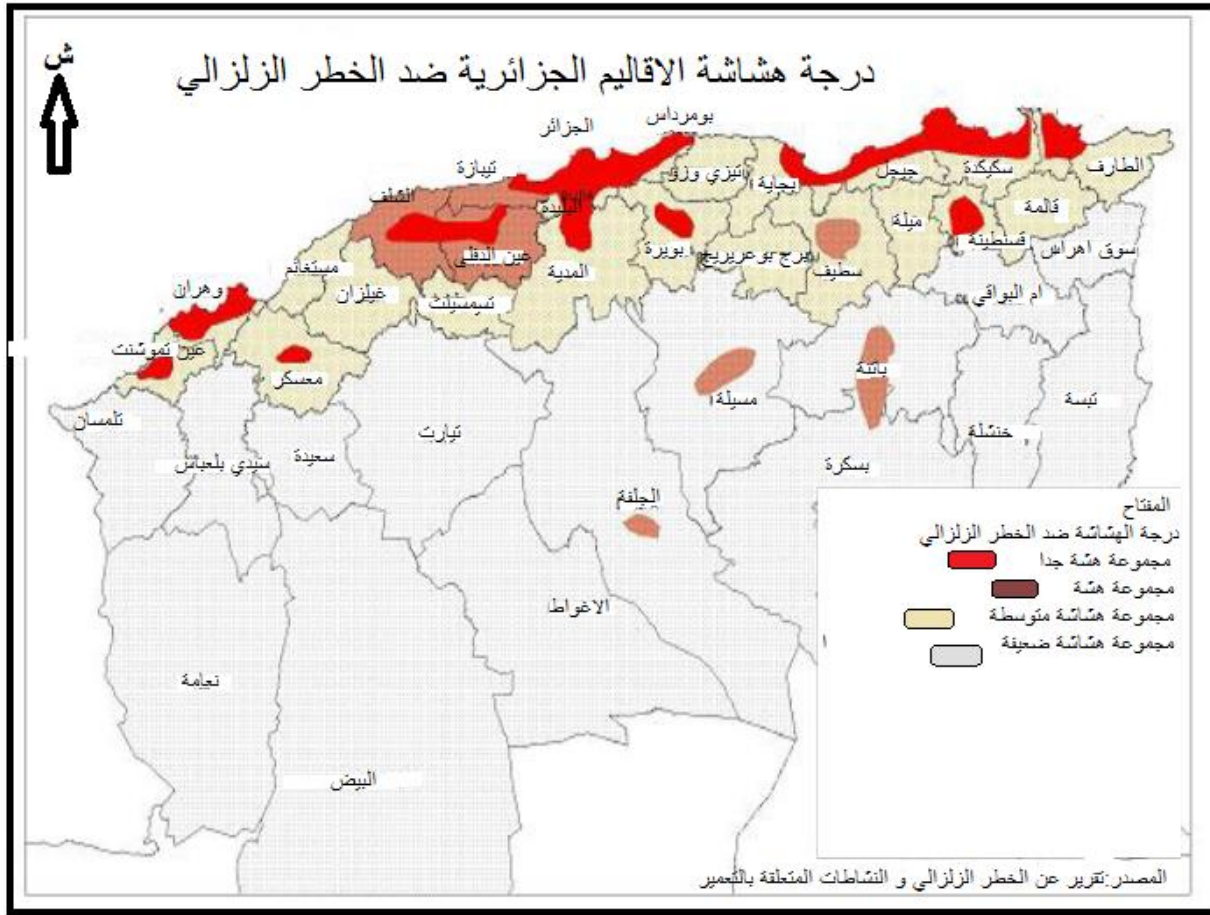 ش
درجة هشاشة الاقاليم الجزائرية ضد الخطر الزلزالي
بومرداس
الجزائر
تيبازة
تيزي وزو
بجاية
جيجل
سكيكدة
الطارف
الشلف
البليدة
قالمة
ميلة
قسنطينة
سوق اهراس
عين الدفلى
المدية
بويرة
برج بوعريريج
سطيف
مستغانم
غيليزان
تسمسيلت
ام البواقي
وهران
عين تموشنت
معسكر
مسيلة
باتنة
تبسة
تلمسان
تيارت
خنشلة
سيدي بلعباس
سعيدة
بسكرة
الجلفة
الاغواط
نعامة
البيض
المفتاح
درجة الهشاشة ضد الخطر الزلزالي
مجموعة هشة جدا
مجموعة هشة
مجموعة هشاشة متوسطة
مجموعة هشاشة ضعيفة
المصدر:تقرير عن الخطر الزلزالي و النشاطات المتعلقة بالتعمير